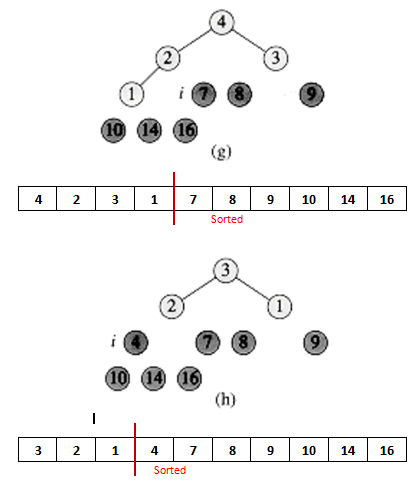 4
2 3
1 i 7 8 9
10 14 16
(g)
4 2 3 1 7 8 9 10 14 16
Sorted
3
2 1
i 4 7 8 9
10 14 16
(h)
3 2 1 4 7 8 9 10 14 16
Sorted